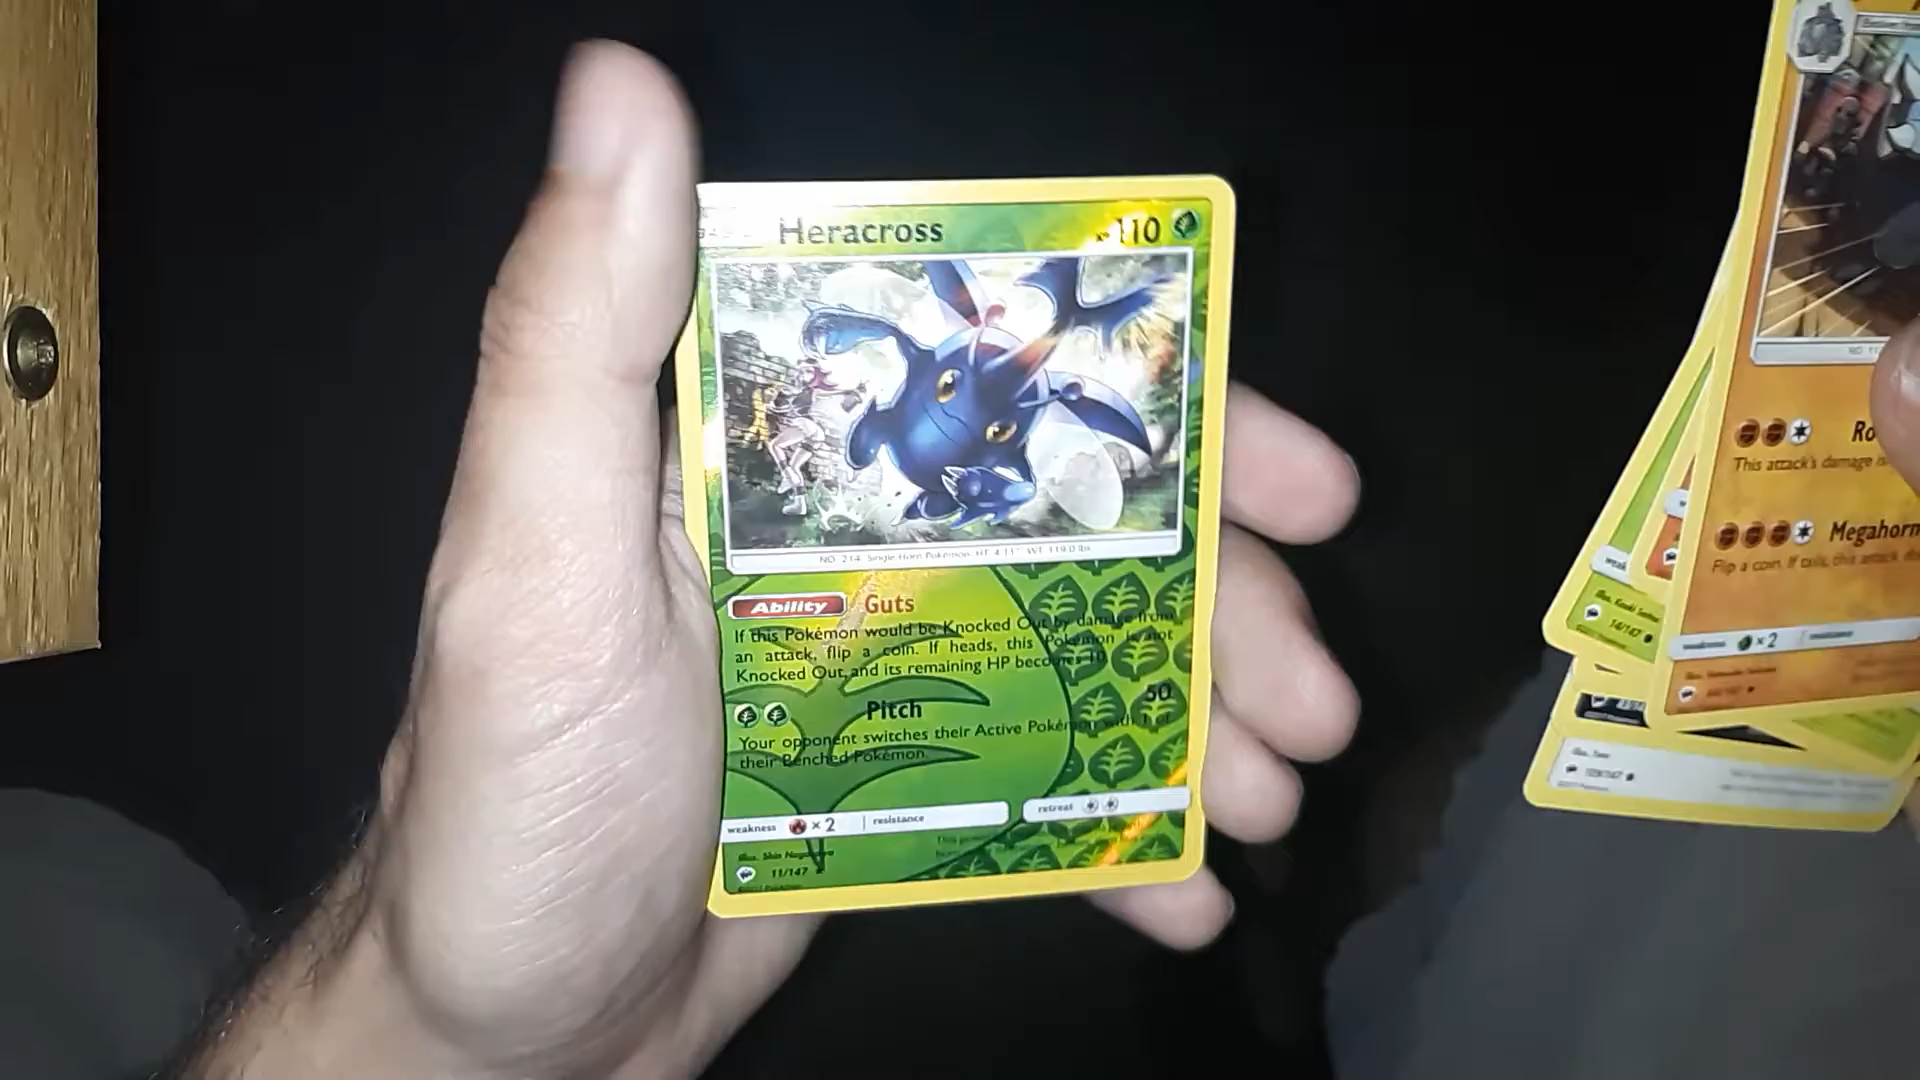 Heracross
110
NO. 214 Single Horn Pokémon HT 4'11" WT 119.0 lbs
Ability Guts
If this Pokémon would be Knocked Out by damage from
an attack, flip a coin. If heads, this Pokémon is not
Knocked Out, and its remaining HP becomes 10.
Pitch 50
Your opponent switches their Active Pokémon with 1 of
their Benched Pokémon.
weakness ×2 resistance retreat
Illus. Shin
11/147
Ro
This attack's damage
Megahorn
Flip a coin. If tails, this attack
weakness ×2 resistance
weak
14/147